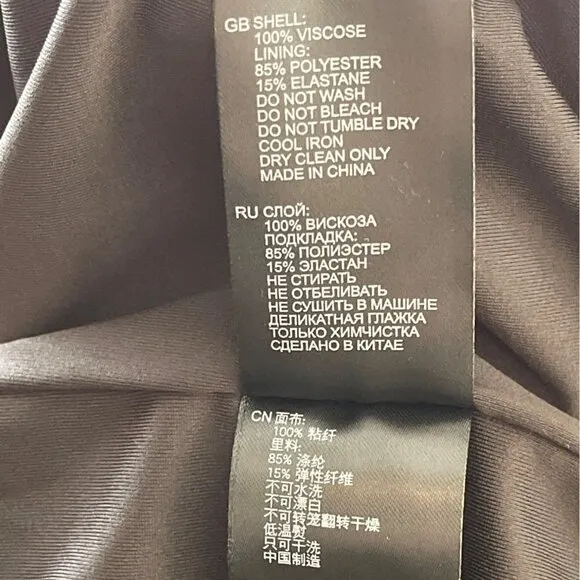 GB SHELL:
100% VISCOSE
LINING:
85% POLYESTER
15% ELASTANE
DO NOT WASH
DO NOT BLEACH
DO NOT TUMBLE DRY
COOL IRON
DRY CLEAN ONLY
MADE IN CHINA
RU СЛОЙ:
100% ВИСКОЗА
ПОДКЛАДКА:
85% ПОЛИЭСТЕР
15% ЭЛАСТАН
НЕ СТИРАТЬ
НЕ ОТБЕЛИВАТЬ
НЕ СУШИТЬ В МАШИНЕ
ДЕЛИКАТНАЯ ГЛАЖКА
ТОЛЬКО ХИМЧИСТКА
СДЕЛАНО В КИТАЕ
CN 面布:
100% 粘纤
里料:
85% 涤纶
15% 弹性纤维
不可水洗
不可漂白
不可转笼翻转干燥
低温熨
只可干洗
中国制造